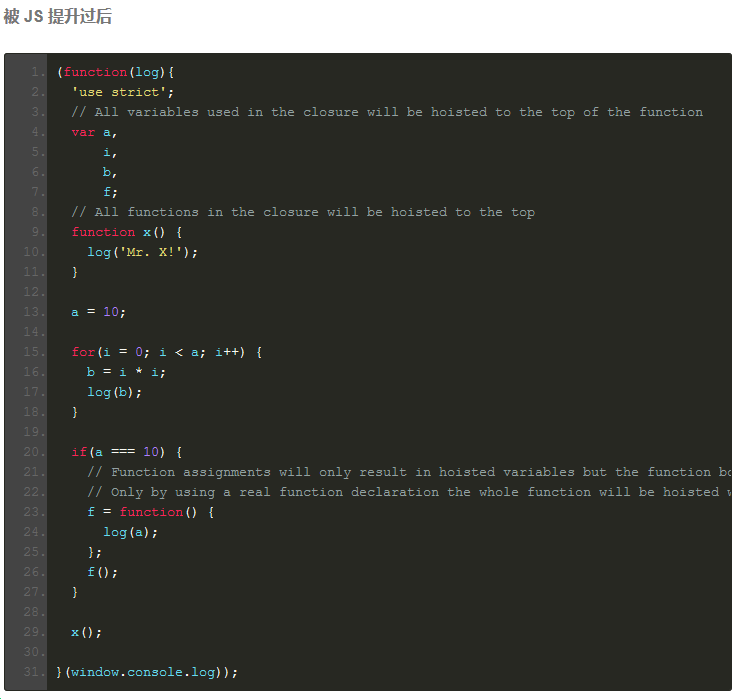 被 JS 提升过后
1. (function(log){
2.   'use strict';
3.   // All variables used in the closure will be hoisted to the top of the function
4.   var a,
5.       i,
6.       b,
7.       f;
8.   // All functions in the closure will be hoisted to the top
9.   function x() {
10.     log('Mr. X!');
11.   }
12.
13.   a = 10;
14.
15.   for(i = 0; i < a; i++) {
16.     b = i * i;
17.     log(b);
18.   }
19.
20.   if(a === 10) {
21.     // Function assignments will only result in hoisted variables but the function
22.     // Only by using a real function declaration the whole function will be hoisted
23.     f = function() {
24.       log(a);
25.     };
26.     f();
27.   }
28.
29.   x();
30.
31. }(window.console.log));